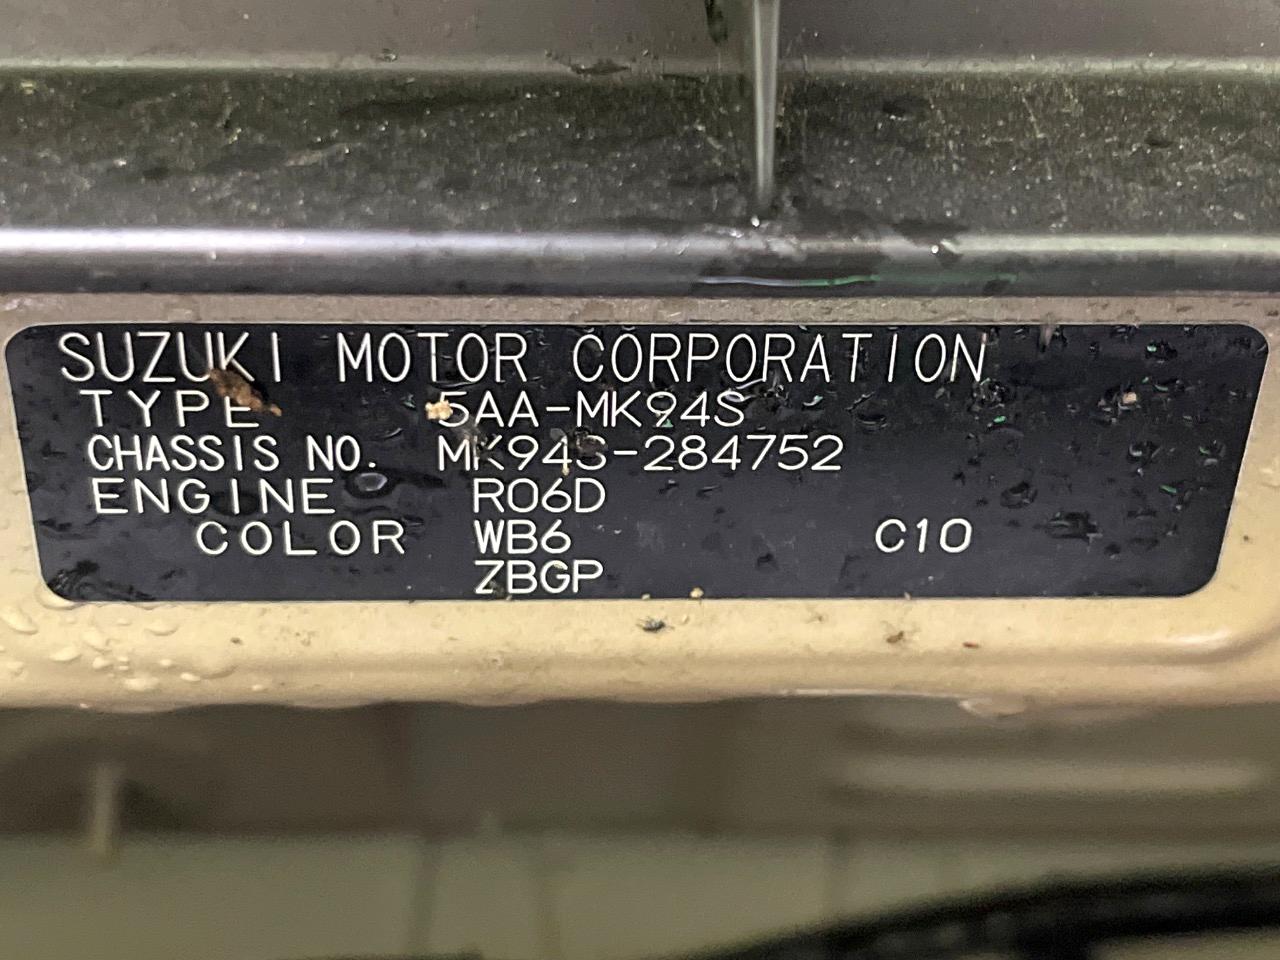 SUZUKI MOTOR CORPORATION
TYPE 5AA-MK94S
CHASSIS NO. MK94S-284752
ENGINE R06D
COLOR WB6 C10
ZBGP